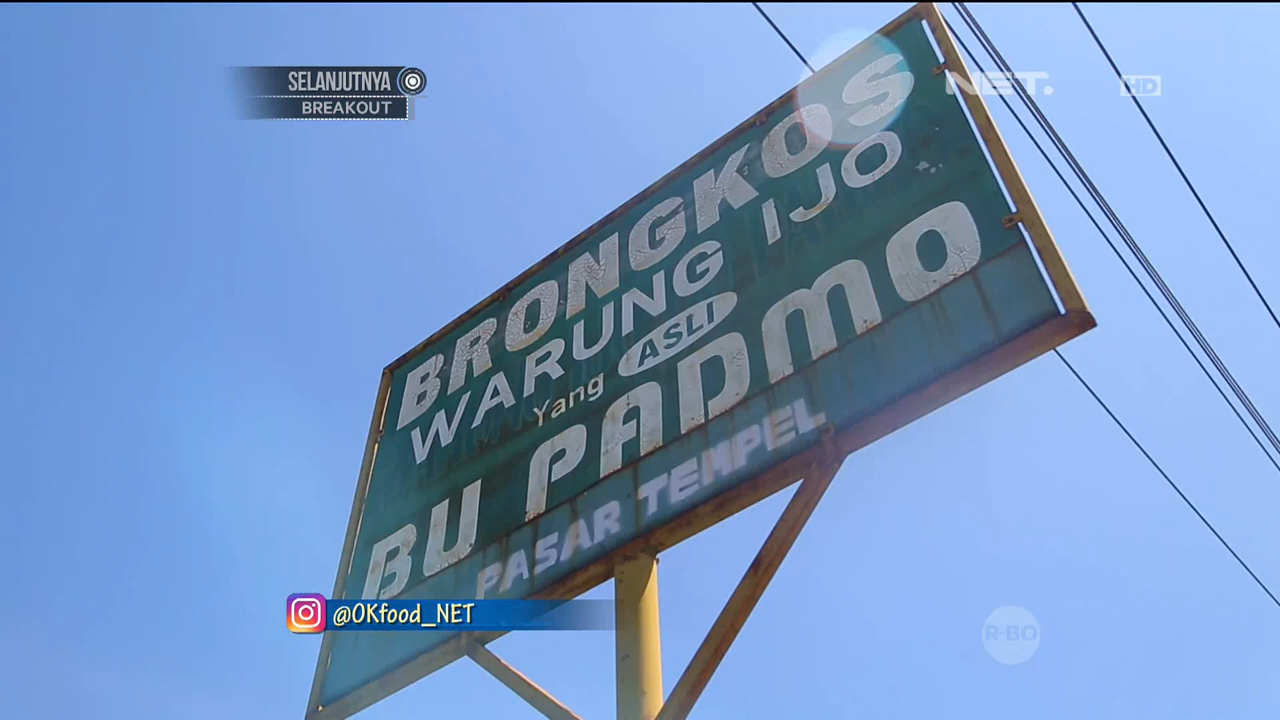 SELANJUTNYA
BREAKOUT
NET. HD
BRONGKOS
WARUNG IJO
Yang ASLI
BU PADMO
PASAR TEMPEL
@OKfood_NET
R-BO